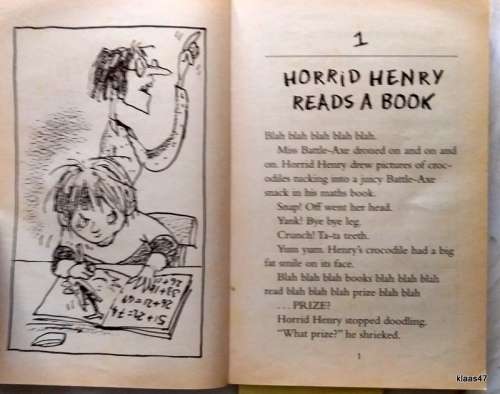 1
HORRID HENRY
READS A BOOK
Blah blah blah blah blah.
Miss Battle-Axe droned on and on and
on. Horrid Henry drew pictures of croc-
odiles tucking into a juicy Battle-Axe
snack in his maths book.
Snap! Off went her head.
Yank! Bye bye leg.
Crunch! Ta-ta teeth.
Yum yum. Henry's crocodile had a big
fat smile on its face.
Blah blah blah books blah blah blah
read blah blah blah prize blah blah
. . . PRIZE?
Horrid Henry stopped doodling.
"What prize?" he shrieked.
1
klaas47